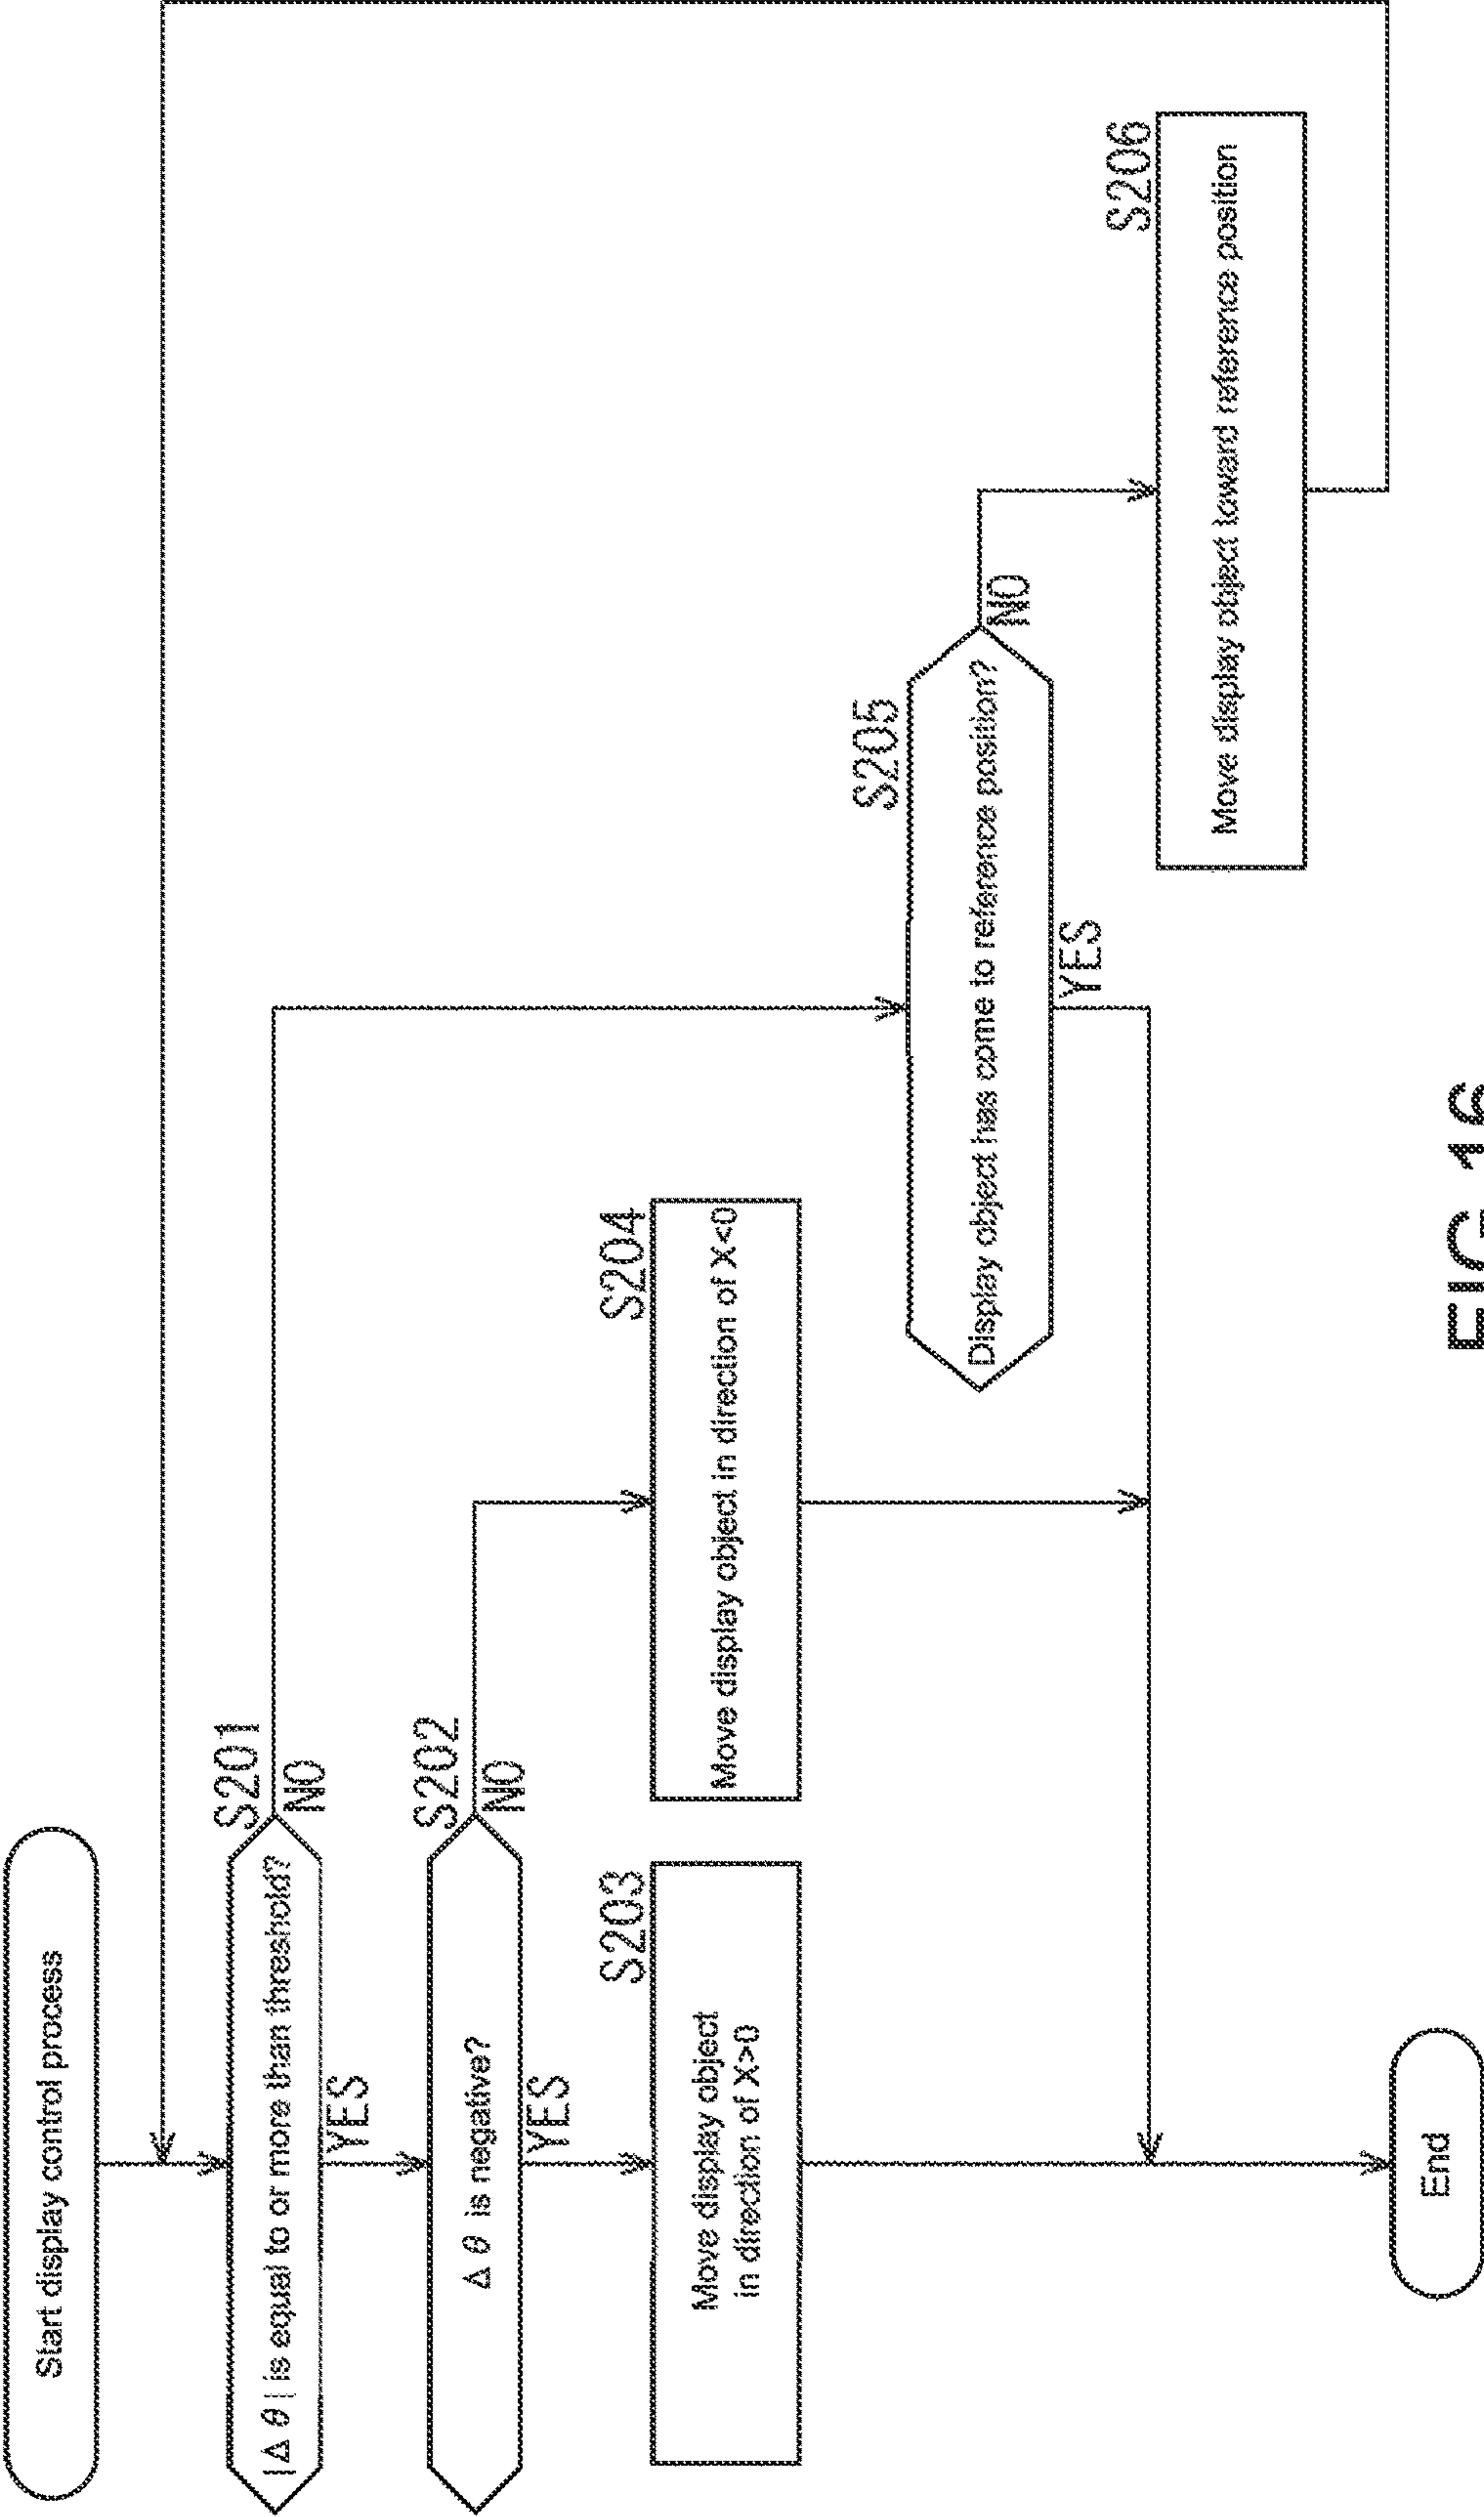 Start display control process
S201
|Δθ| is equal to or more than threshold?
NO
YES
S202
Δθ is negative?
NO
YES
S203
Move display object
in direction of X>0
S204
Move display object in direction of X<0
S205
Display object has come to reference position?
NO
YES
S206
Move display object toward reference position
End
FIG. 16